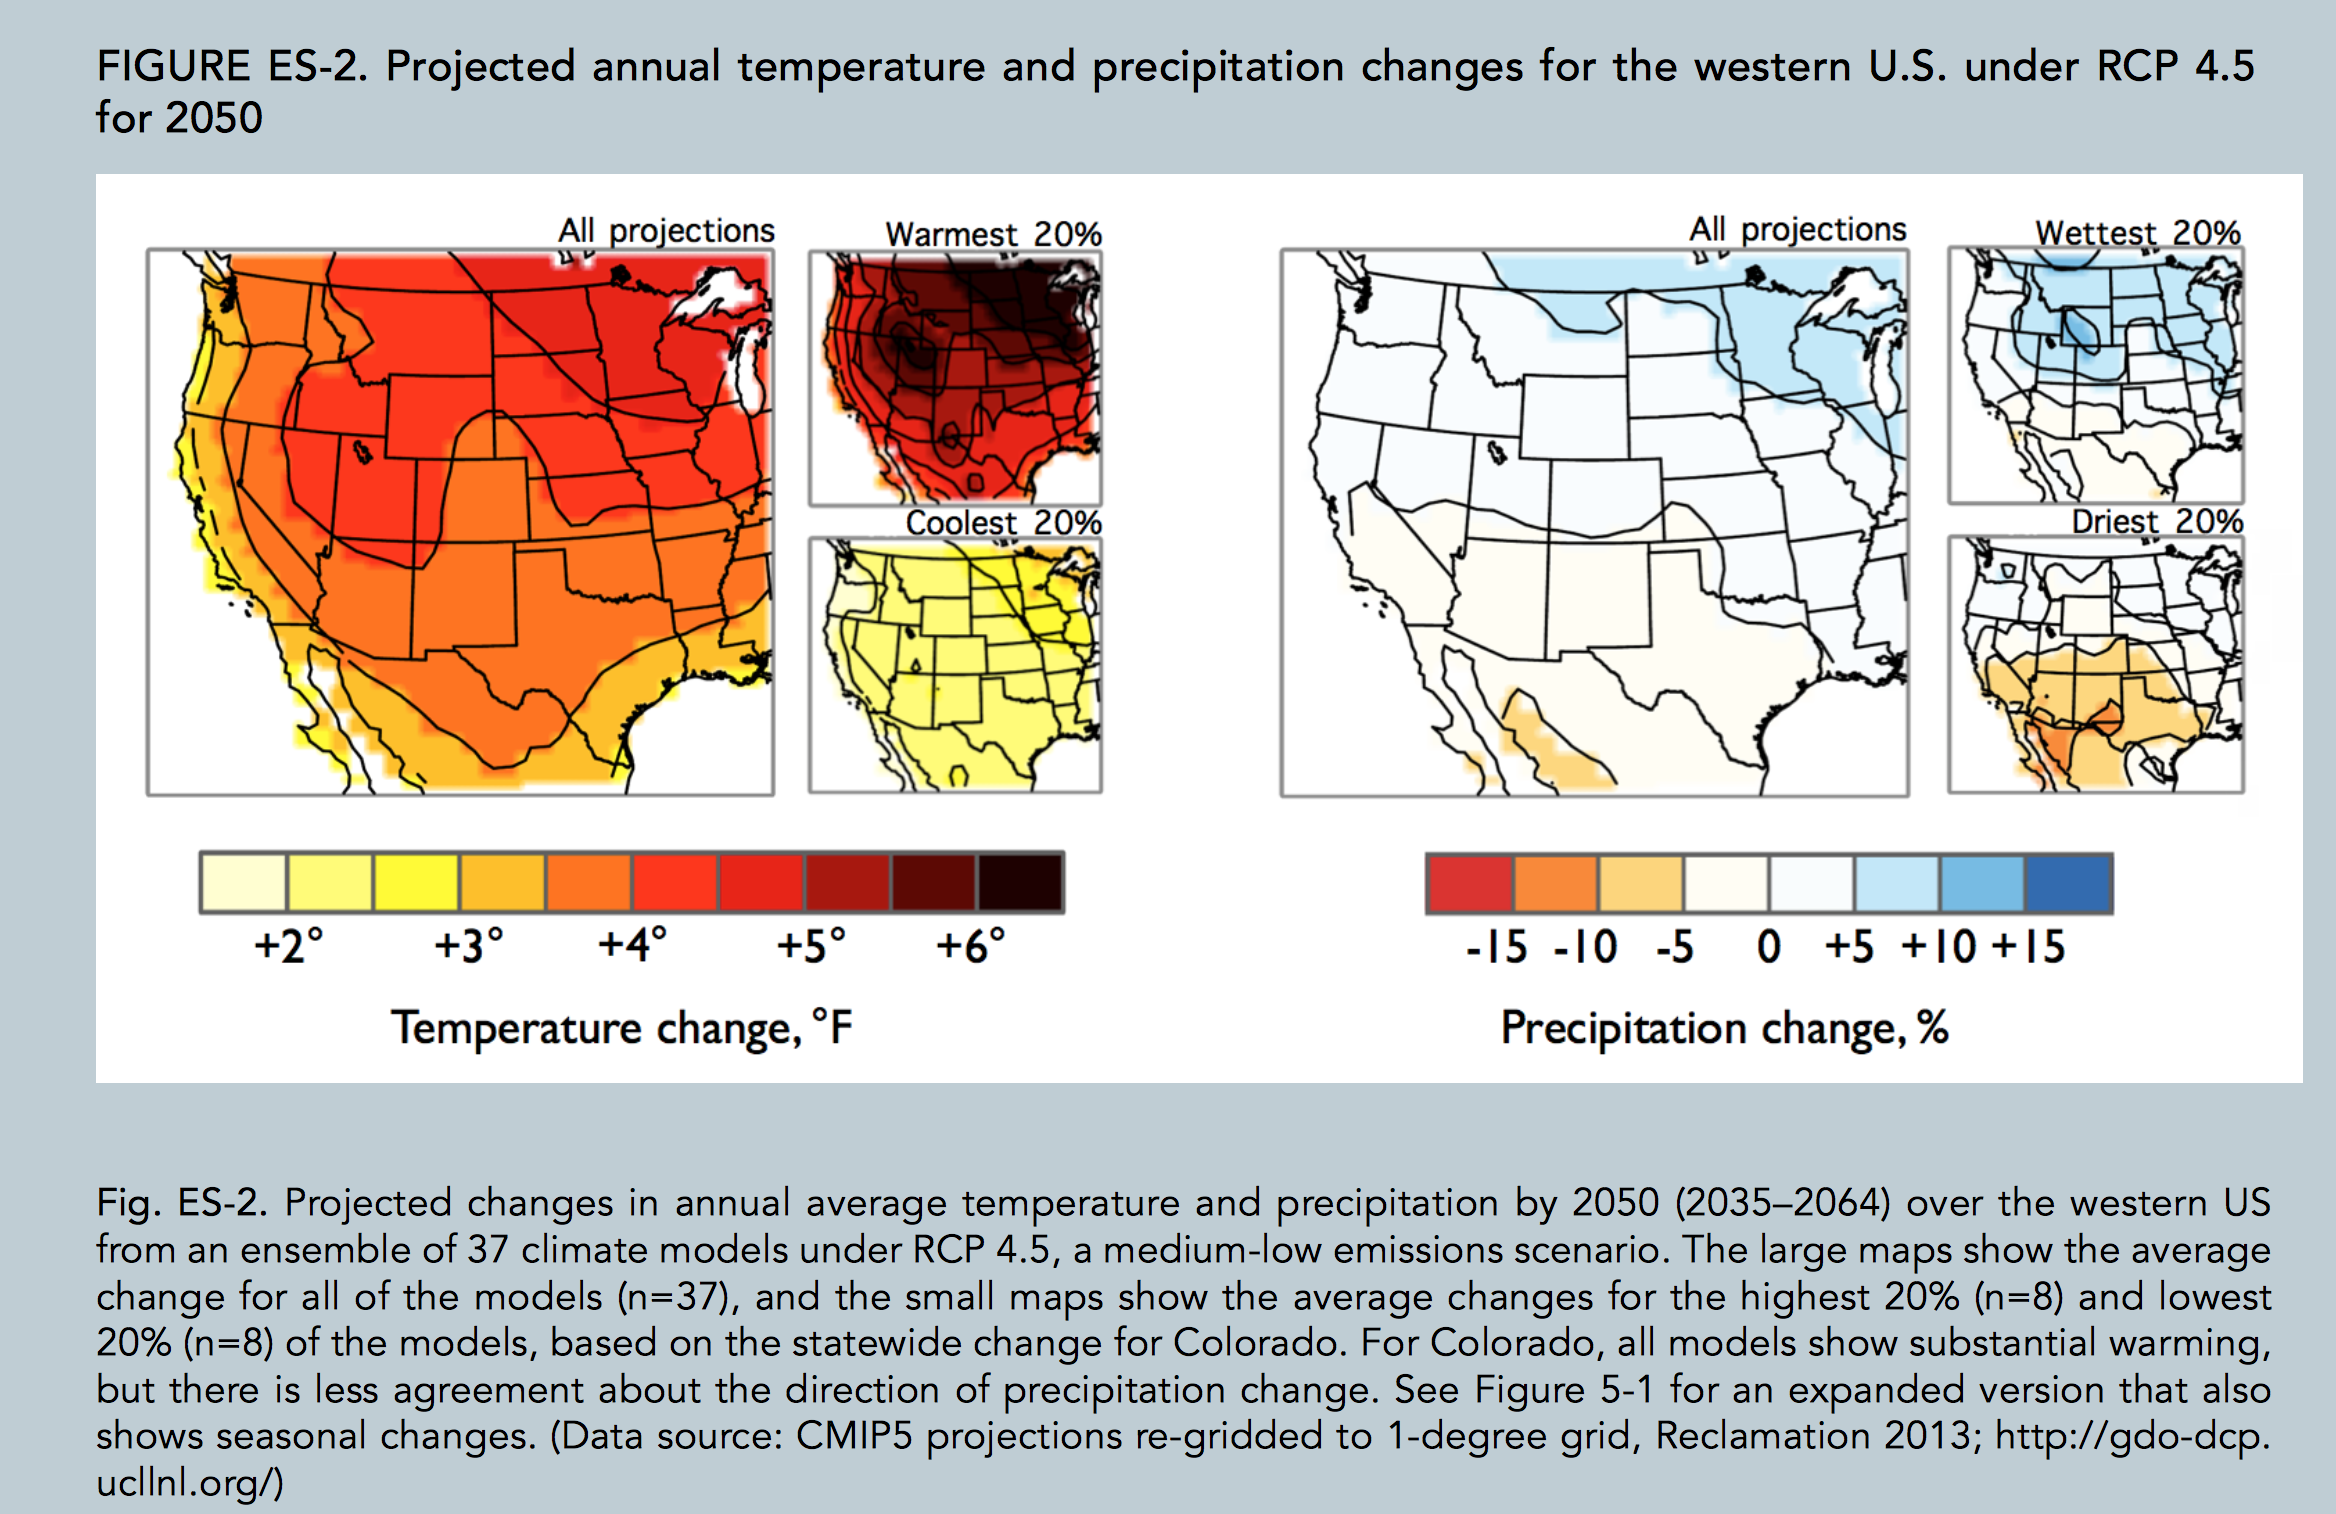 FIGURE ES-2. Projected annual temperature and precipitation changes for the western U.S. under RCP 4.5
for 2050
All projections
Warmest 20%
Coolest 20%
All projections
Wettest 20%
Driest 20%
+2° +3° +4° +5° +6°
Temperature change, °F
-15 -10 -5 0 +5 +10 +15
Precipitation change, %
Fig. ES-2. Projected changes in annual average temperature and precipitation by 2050 (2035–2064) over the western US
from an ensemble of 37 climate models under RCP 4.5, a medium-low emissions scenario. The large maps show the average
change for all of the models (n=37), and the small maps show the average changes for the highest 20% (n=8) and lowest
20% (n=8) of the models, based on the statewide change for Colorado. For Colorado, all models show substantial warming,
but there is less agreement about the direction of precipitation change. See Figure 5-1 for an expanded version that also
shows seasonal changes. (Data source: CMIP5 projections re-gridded to 1-degree grid, Reclamation 2013; http://gdo-dcp.
ucllnl.org/)